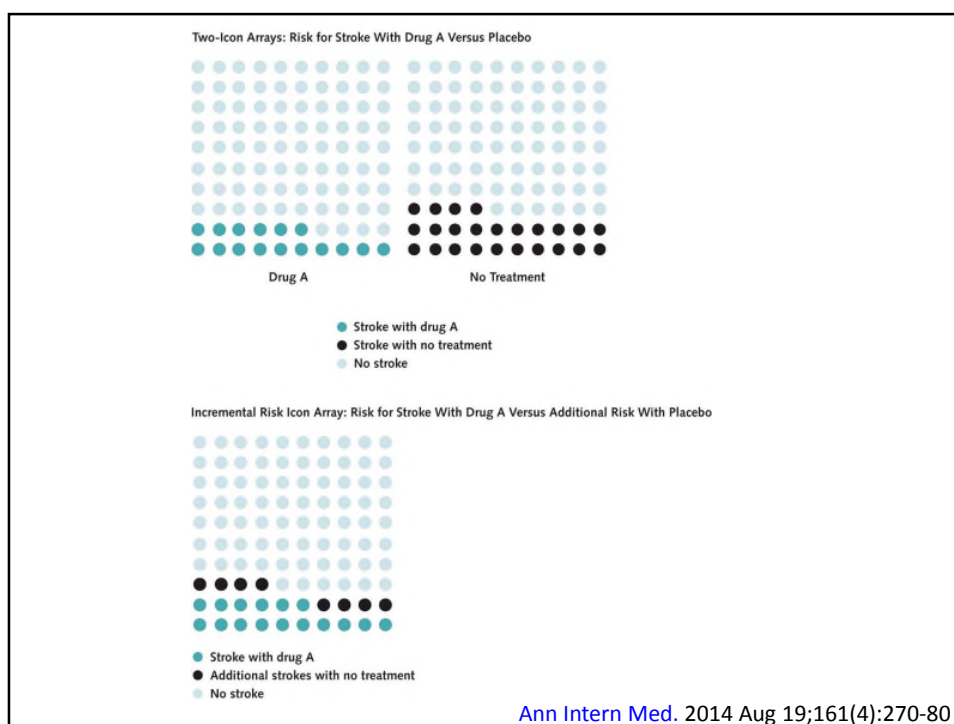 Two-Icon Arrays: Risk for Stroke With Drug A Versus Placebo
Drug A
No Treatment
Stroke with drug A
Stroke with no treatment
No stroke
Incremental Risk Icon Array: Risk for Stroke With Drug A Versus Additional Risk With Placebo
Stroke with drug A
Additional strokes with no treatment
No stroke
Ann Intern Med. 2014 Aug 19;161(4):270-80